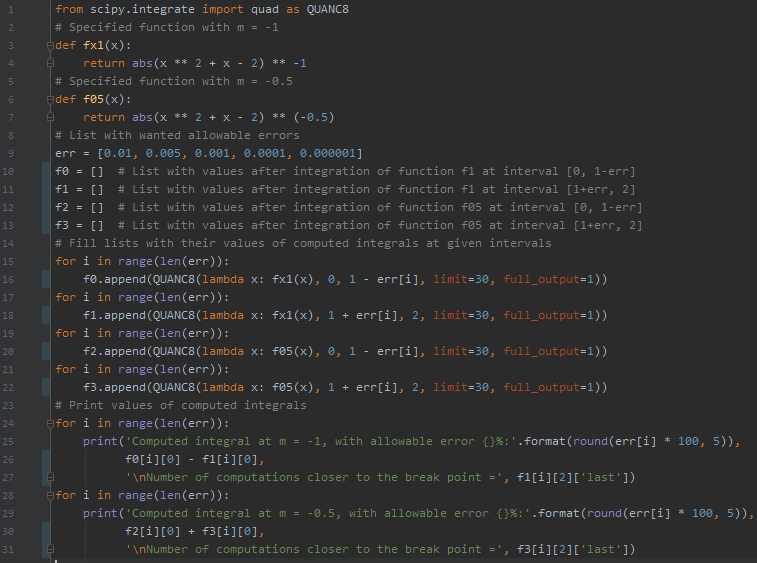 1 from scipy.integrate import quad as QUANC8
2 # Specified function with m = -1
3 def fx1(x):
4     return abs(x ** 2 + x - 2) ** -1
5 # Specified function with m = -0.5
6 def f05(x):
7     return abs(x ** 2 + x - 2) ** (-0.5)
8 # List with wanted allowable errors
9 err = [0.01, 0.005, 0.001, 0.0001, 0.000001]
10 f0 = []  # List with values after integration of function f1 at interval [0, 1-err]
11 f1 = []  # List with values after integration of function f1 at interval [1+err, 2]
12 f2 = []  # List with values after integration of function f05 at interval [0, 1-err]
13 f3 = []  # List with values after integration of function f05 at interval [1+err, 2]
14 # Fill lists with their values of computed integrals at given intervals
15 for i in range(len(err)):
16     f0.append(QUANC8(lambda x: fx1(x), 0, 1 - err[i], limit=30, full_output=1))
17 for i in range(len(err)):
18     f1.append(QUANC8(lambda x: fx1(x), 1 + err[i], 2, limit=30, full_output=1))
19 for i in range(len(err)):
20     f2.append(QUANC8(lambda x: f05(x), 0, 1 - err[i], limit=30, full_output=1))
21 for i in range(len(err)):
22     f3.append(QUANC8(lambda x: f05(x), 1 + err[i], 2, limit=30, full_output=1))
23 # Print values of computed integrals
24 for i in range(len(err)):
25     print('Computed integral at m = -1, with allowable error {}%:'.format(round(err[i] * 100, 5)),
26           f0[i][0] - f1[i][0],
27           '\nNumber of computations closer to the break point =', f1[i][2]['last'])
28 for i in range(len(err)):
29     print('Computed integral at m = -0.5, with allowable error {}%:'.format(round(err[i] * 100, 5)),
30           f2[i][0] + f3[i][0],
31           '\nNumber of computations closer to the break point =', f3[i][2]['last'])